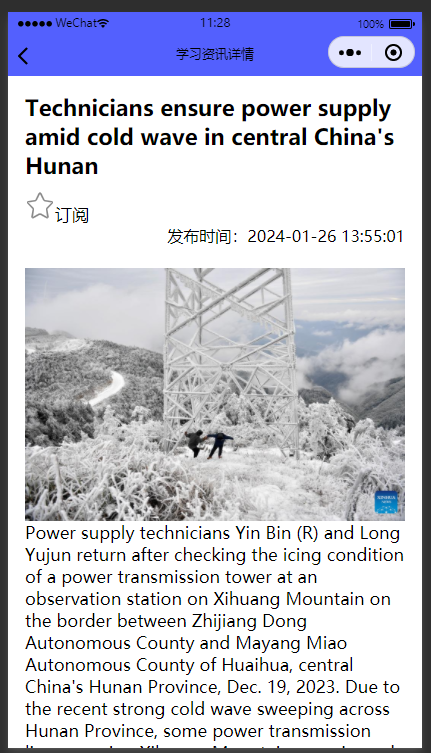 WeChat
11:28
100%
学习资讯详情
Technicians ensure power supply
amid cold wave in central China's
Hunan
订阅
发布时间：2024-01-26 13:55:01
XINHUA
NEWS
Power supply technicians Yin Bin (R) and Long
Yujun return after checking the icing condition
of a power transmission tower at an
observation station on Xihuang Mountain on
the border between Zhijiang Dong
Autonomous County and Mayang Miao
Autonomous County of Huaihua, central
China's Hunan Province, Dec. 19, 2023. Due to
the recent strong cold wave sweeping across
Hunan Province, some power transmission